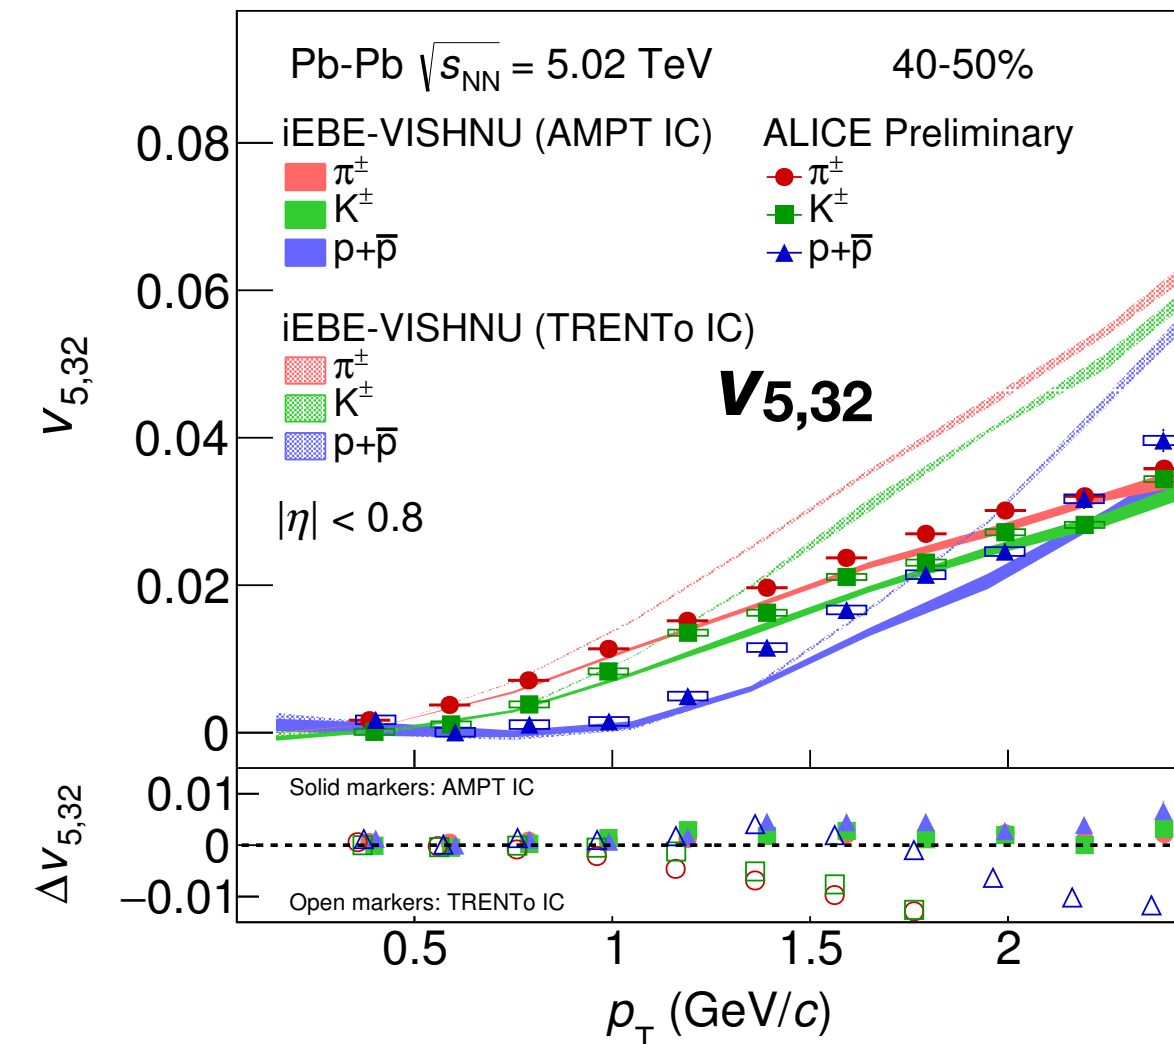 Pb-Pb √sNN = 5.02 TeV 40-50%
iEBE-VISHNU (AMPT IC) ALICE Preliminary
π± π±
K± K±
p+p̅ p+p̅
iEBE-VISHNU (TRENTo IC)
π±
K±
p+p̅
v5,32
|η| < 0.8
v5,32
0.08
0.06
0.04
0.02
0
Solid markers: AMPT IC
Open markers: TRENTo IC
Δv5,32
0.01
0
−0.01
0.5 1 1.5 2
pT (GeV/c)